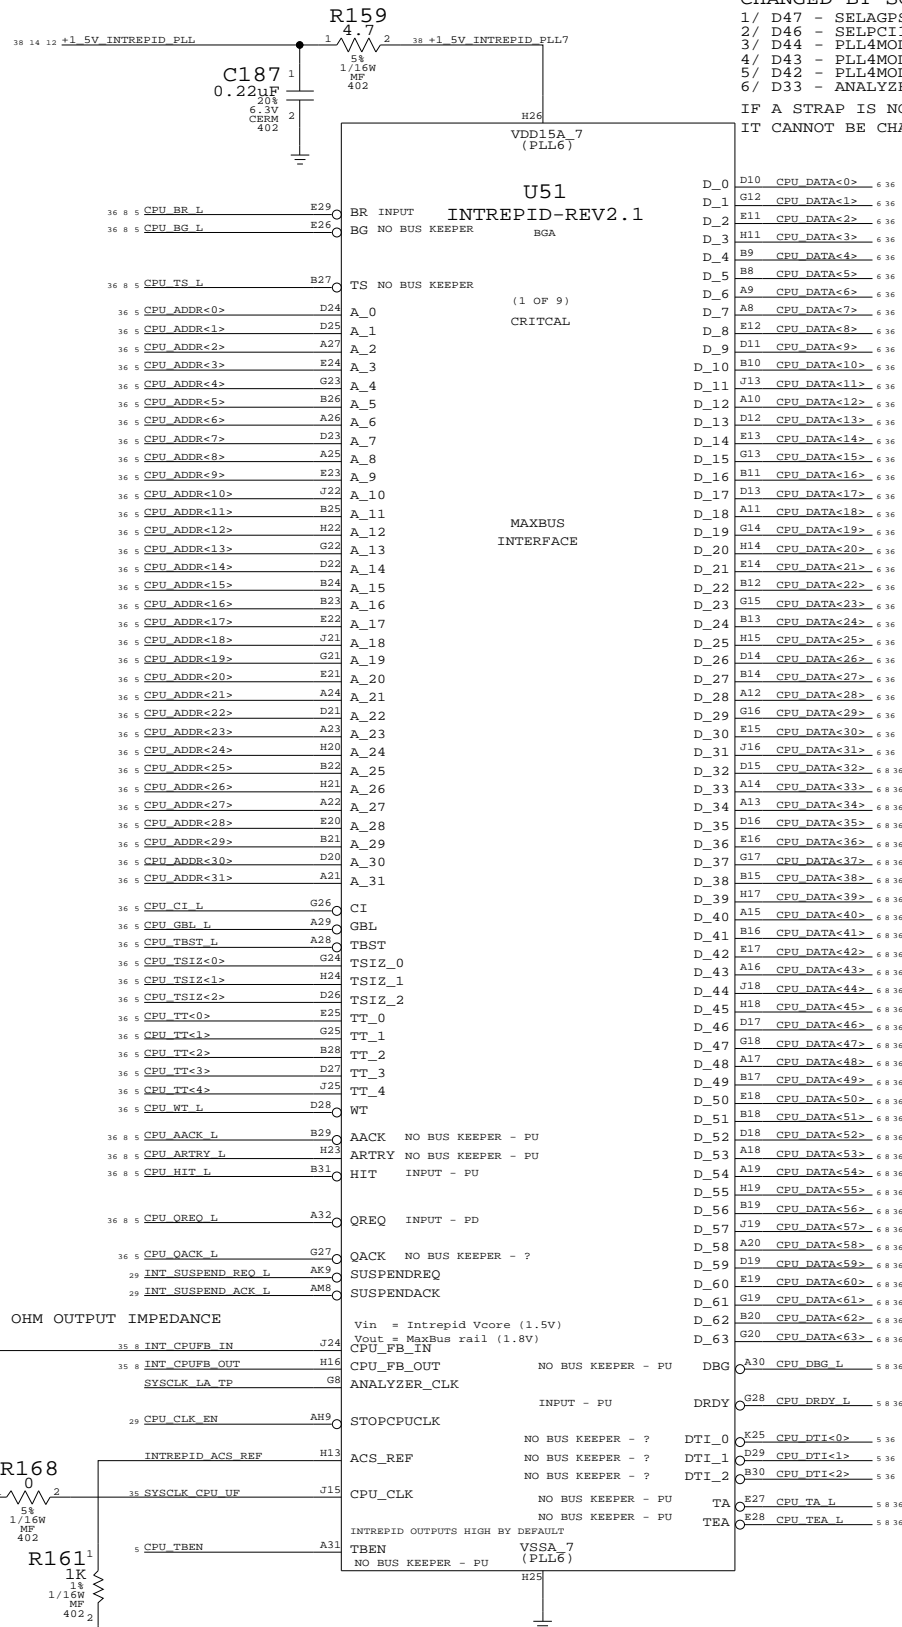 CHANGED BY
1/ D47 - SELAGPS
2/ D46 - SELPCII
3/ D44 - PLL4MOD
4/ D43 - PLL4MOD
5/ D42 - PLL4MOD
6/ D33 - ANALYZE
IF A STRAP IS NO
IT CANNOT BE CHA
R159
4.7
38 14 12 +1_5V_INTREPID_PLL 1 2 38 +1_5V_INTREPID_PLL7
5%
1/16W
MF
402
C187 1
0.22uF
20%
6.3V 2
CERM
402
H26
VDD15A_7
(PLL6)
U51
INTREPID-REV2.1
BGA
(1 OF 9)
CRITCAL
MAXBUS
INTERFACE
36 8 5 CPU_BR_L E29 BR INPUT
36 8 5 CPU_BG_L E26 BG NO BUS KEEPER
36 8 5 CPU_TS_L B27 TS NO BUS KEEPER
36 5 CPU_ADDR<0> D24 A_0
36 5 CPU_ADDR<1> D25 A_1
36 5 CPU_ADDR<2> A27 A_2
36 5 CPU_ADDR<3> E24 A_3
36 5 CPU_ADDR<4> G23 A_4
36 5 CPU_ADDR<5> B26 A_5
36 5 CPU_ADDR<6> A26 A_6
36 5 CPU_ADDR<7> D23 A_7
36 5 CPU_ADDR<8> A25 A_8
36 5 CPU_ADDR<9> E23 A_9
36 5 CPU_ADDR<10> J22 A_10
36 5 CPU_ADDR<11> B25 A_11
36 5 CPU_ADDR<12> H22 A_12
36 5 CPU_ADDR<13> G22 A_13
36 5 CPU_ADDR<14> D22 A_14
36 5 CPU_ADDR<15> B24 A_15
36 5 CPU_ADDR<16> B23 A_16
36 5 CPU_ADDR<17> E22 A_17
36 5 CPU_ADDR<18> J21 A_18
36 5 CPU_ADDR<19> G21 A_19
36 5 CPU_ADDR<20> E21 A_20
36 5 CPU_ADDR<21> A24 A_21
36 5 CPU_ADDR<22> D21 A_22
36 5 CPU_ADDR<23> A23 A_23
36 5 CPU_ADDR<24> H20 A_24
36 5 CPU_ADDR<25> B22 A_25
36 5 CPU_ADDR<26> H21 A_26
36 5 CPU_ADDR<27> A22 A_27
36 5 CPU_ADDR<28> E20 A_28
36 5 CPU_ADDR<29> B21 A_29
36 5 CPU_ADDR<30> D20 A_30
36 5 CPU_ADDR<31> A21 A_31
36 5 CPU_CI_L G26 CI
36 5 CPU_GBL_L A29 GBL
36 5 CPU_TBST_L A28 TBST
36 5 CPU_TSIZ<0> G24 TSIZ_0
36 5 CPU_TSIZ<1> H24 TSIZ_1
36 5 CPU_TSIZ<2> D26 TSIZ_2
36 5 CPU_TT<0> E25 TT_0
36 5 CPU_TT<1> G25 TT_1
36 5 CPU_TT<2> B28 TT_2
36 5 CPU_TT<3> D27 TT_3
36 5 CPU_TT<4> J25 TT_4
36 5 CPU_WT_L D28 WT
36 8 5 CPU_AACK_L B29 AACK NO BUS KEEPER - PU
36 8 5 CPU_ARTRY_L H23 ARTRY NO BUS KEEPER - PU
36 8 5 CPU_HIT_L B31 HIT INPUT - PU
36 8 5 CPU_QREQ_L A32 QREQ INPUT - PD
36 5 CPU_QACK_L G27 QACK NO BUS KEEPER - ?
29 INT_SUSPEND_REQ_L AK9 SUSPENDREQ
29 INT_SUSPEND_ACK_L AM8 SUSPENDACK
OHM OUTPUT IMPEDANCE
Vin = Intrepid Vcore (1.5V)
Vout = MaxBus rail (1.8V)
35 8 INT_CPUFB_IN J24 CPU_FB_IN
35 8 INT_CPUFB_OUT H16 CPU_FB_OUT
SYSCLK_LA_TP G8 ANALYZER_CLK
29 CPU_CLK_EN AH9 STOPCPUCLK
INTREPID_ACS_REF H13 ACS_REF
R168
0
2 35 SYSCLK_CPU_UF J15 CPU_CLK
5%
1/16W
MF
402
INTREPID OUTPUTS HIGH BY DEFAULT
5 CPU_TBEN A31 TBEN
NO BUS KEEPER - PU
R161 1
1K
1%
1/16W
MF
402 2
VSSA_7
(PLL6)
H25
D_0 D10 CPU_DATA<0> 6 36
D_1 G12 CPU_DATA<1> 6 36
D_2 E11 CPU_DATA<2> 6 36
D_3 H11 CPU_DATA<3> 6 36
D_4 B9 CPU_DATA<4> 6 36
D_5 B8 CPU_DATA<5> 6 36
D_6 A9 CPU_DATA<6> 6 36
D_7 A8 CPU_DATA<7> 6 36
D_8 E12 CPU_DATA<8> 6 36
D_9 D11 CPU_DATA<9> 6 36
D_10 B10 CPU_DATA<10> 6 36
D_11 J13 CPU_DATA<11> 6 36
D_12 A10 CPU_DATA<12> 6 36
D_13 D12 CPU_DATA<13> 6 36
D_14 E13 CPU_DATA<14> 6 36
D_15 G13 CPU_DATA<15> 6 36
D_16 B11 CPU_DATA<16> 6 36
D_17 D13 CPU_DATA<17> 6 36
D_18 A11 CPU_DATA<18> 6 36
D_19 G14 CPU_DATA<19> 6 36
D_20 H14 CPU_DATA<20> 6 36
D_21 E14 CPU_DATA<21> 6 36
D_22 B12 CPU_DATA<22> 6 36
D_23 G15 CPU_DATA<23> 6 36
D_24 B13 CPU_DATA<24> 6 36
D_25 H15 CPU_DATA<25> 6 36
D_26 D14 CPU_DATA<26> 6 36
D_27 B14 CPU_DATA<27> 6 36
D_28 A12 CPU_DATA<28> 6 36
D_29 G16 CPU_DATA<29> 6 36
D_30 E15 CPU_DATA<30> 6 36
D_31 J16 CPU_DATA<31> 6 36
D_32 D15 CPU_DATA<32> 6 8 36
D_33 A14 CPU_DATA<33> 6 8 36
D_34 A13 CPU_DATA<34> 6 8 36
D_35 D16 CPU_DATA<35> 6 8 36
D_36 E16 CPU_DATA<36> 6 8 36
D_37 G17 CPU_DATA<37> 6 8 36
D_38 B15 CPU_DATA<38> 6 8 36
D_39 H17 CPU_DATA<39> 6 8 36
D_40 A15 CPU_DATA<40> 6 8 36
D_41 B16 CPU_DATA<41> 6 8 36
D_42 E17 CPU_DATA<42> 6 8 36
D_43 A16 CPU_DATA<43> 6 8 36
D_44 J18 CPU_DATA<44> 6 8 36
D_45 H18 CPU_DATA<45> 6 8 36
D_46 D17 CPU_DATA<46> 6 8 36
D_47 G18 CPU_DATA<47> 6 8 36
D_48 A17 CPU_DATA<48> 6 8 36
D_49 B17 CPU_DATA<49> 6 8 36
D_50 E18 CPU_DATA<50> 6 8 36
D_51 B18 CPU_DATA<51> 6 8 36
D_52 D18 CPU_DATA<52> 6 8 36
D_53 A18 CPU_DATA<53> 6 8 36
D_54 A19 CPU_DATA<54> 6 8 36
D_55 H19 CPU_DATA<55> 6 8 36
D_56 B19 CPU_DATA<56> 6 8 36
D_57 J19 CPU_DATA<57> 6 8 36
D_58 A20 CPU_DATA<58> 6 8 36
D_59 D19 CPU_DATA<59> 6 8 36
D_60 E19 CPU_DATA<60> 6 8 36
D_61 G19 CPU_DATA<61> 6 8 36
D_62 B20 CPU_DATA<62> 6 8 36
D_63 G20 CPU_DATA<63> 6 8 36
NO BUS KEEPER - PU DBG A30 CPU_DBG_L 5 8 36
INPUT - PU DRDY G28 CPU_DRDY_L 5 8 36
NO BUS KEEPER - ? DTI_0 K25 CPU_DTI<0> 5 36
NO BUS KEEPER - ? DTI_1 D29 CPU_DTI<1> 5 36
NO BUS KEEPER - ? DTI_2 B30 CPU_DTI<2> 5 36
NO BUS KEEPER - PU TA E27 CPU_TA_L 5 8 36
NO BUS KEEPER - PU TEA E28 CPU_TEA_L 5 8 36